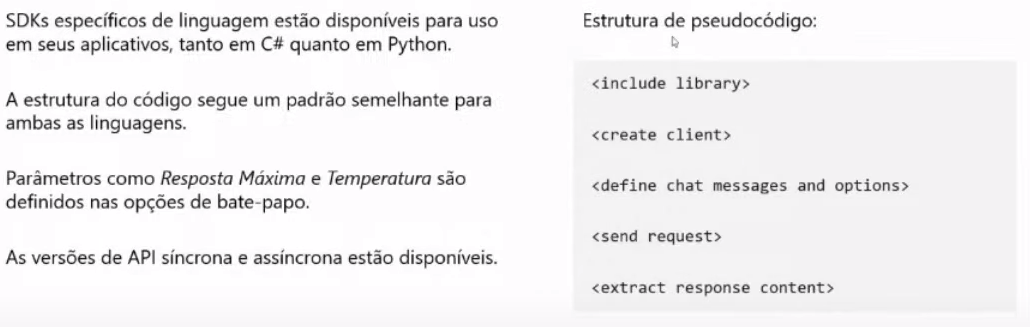 SDKs específicos de linguagem estão disponíveis para uso
em seus aplicativos, tanto em C# quanto em Python.
A estrutura do código segue um padrão semelhante para
ambas as linguagens.
Parâmetros como Resposta Máxima e Temperatura são
definidos nas opções de bate-papo.
As versões de API síncrona e assíncrona estão disponíveis.
Estrutura de pseudocódigo:
<include library>
<create client>
<define chat messages and options>
<send request>
<extract response content>